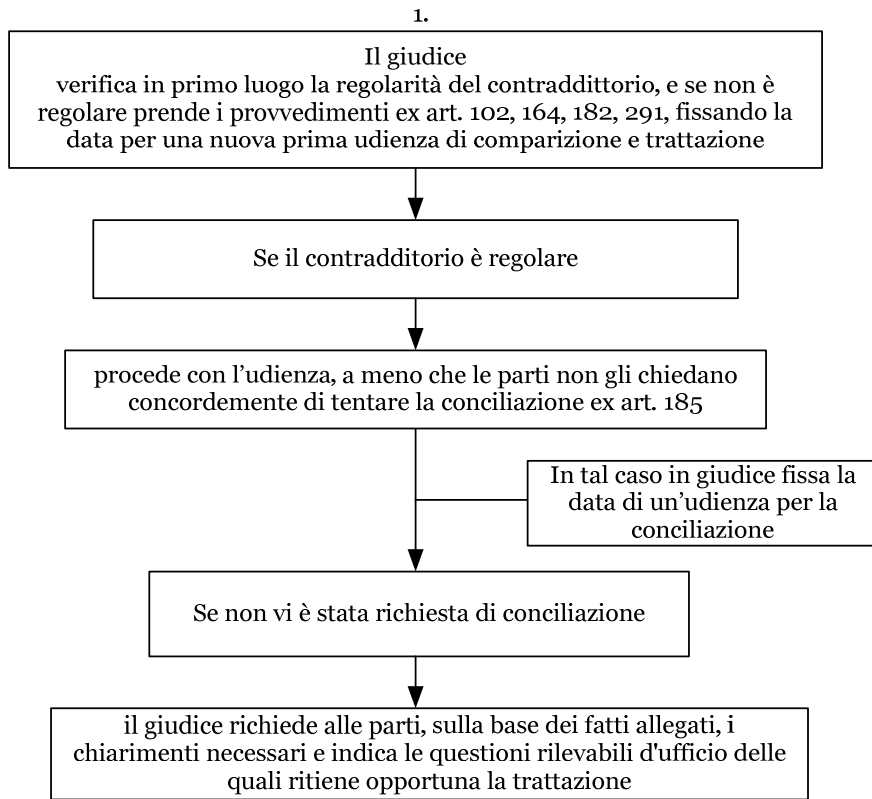 1.
Il giudice
verifica in primo luogo la regolarità del contraddittorio, e se non è
regolare prende i provvedimenti ex art. 102, 164, 182, 291, fissando la
data per una nuova prima udienza di comparizione e trattazione
Se il contradditorio è regolare
procede con l’udienza, a meno che le parti non gli chiedano
concordemente di tentare la conciliazione ex art. 185
In tal caso in giudice fissa la
data di un’udienza per la
conciliazione
Se non vi è stata richiesta di conciliazione
il giudice richiede alle parti, sulla base dei fatti allegati, i
chiarimenti necessari e indica le questioni rilevabili d'ufficio delle
quali ritiene opportuna la trattazione